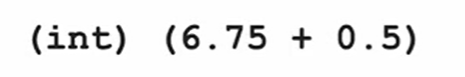 (int) (6.75 + 0.5)